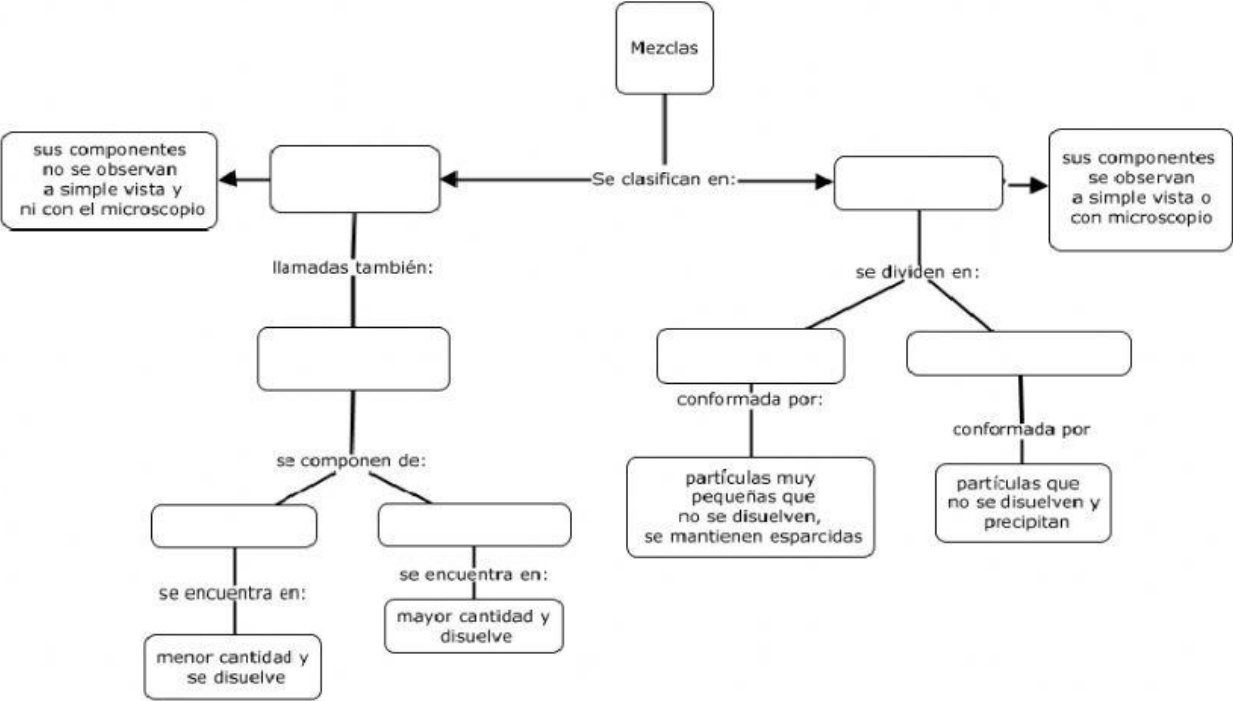 Mezclas
Se clasifican en:
sus componentes
no se observan
a simple vista y
ni con el microscopio
sus componentes
se observan
a simple vista o
con microscopio
llamadas también:
se dividen en:
se componen de:
conformada por:
conformada por
partículas muy
pequeñas que
no se disuelven,
se mantienen esparcidas
partículas que
no se disuelven y
precipitan
se encuentra en:
se encuentra en:
menor cantidad y
se disuelve
mayor cantidad y
disuelve